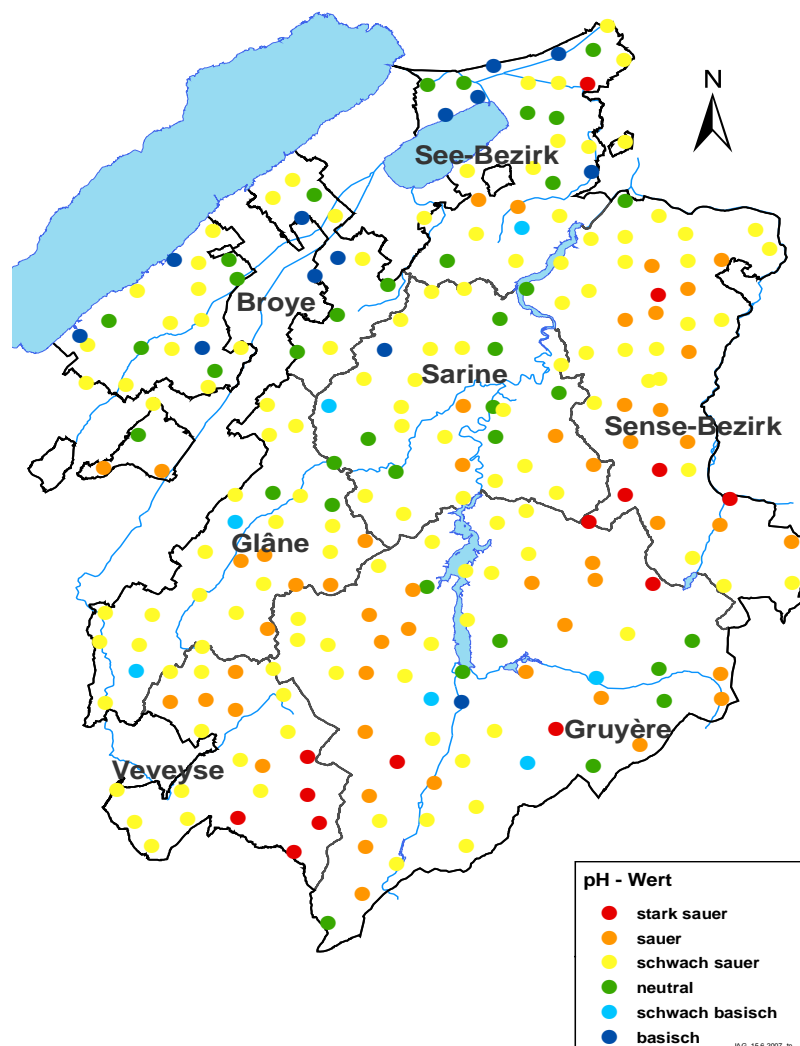 N
See-Bezirk
Broye
Sarine
Sense-Bezirk
Glâne
Gruyère
Veveyse
pH - Wert
stark sauer
sauer
schwach sauer
neutral
schwach basisch
basisch